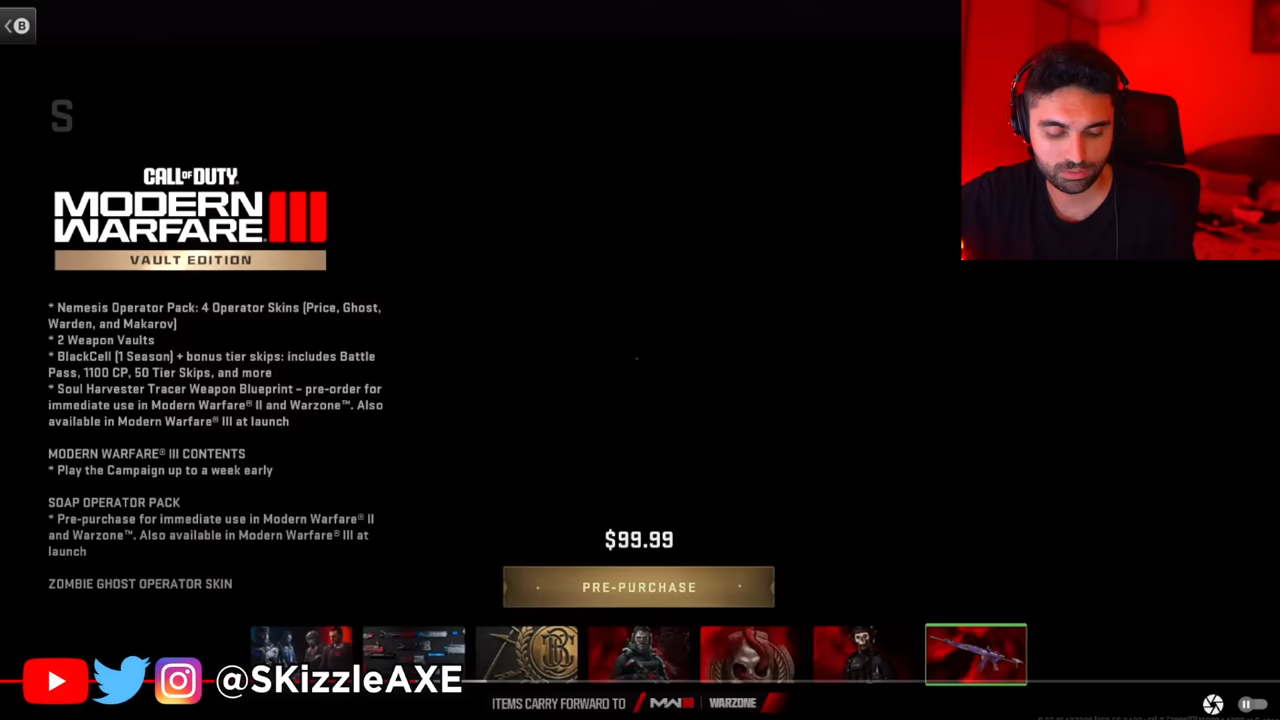 B
S
CALL OF DUTY
MODERN
WARFARE III
VAULT EDITION
* Nemesis Operator Pack: 4 Operator Skins (Price, Ghost,
Warden, and Makarov)
* 2 Weapon Vaults
* BlackCell (1 Season) + bonus tier skips: includes Battle
Pass, 1100 CP, 50 Tier Skips, and more
* Soul Harvester Tracer Weapon Blueprint – pre-order for
immediate use in Modern Warfare® II and Warzone™. Also
available in Modern Warfare® III at launch
MODERN WARFARE® III CONTENTS
* Play the Campaign up to a week early
SOAP OPERATOR PACK
* Pre-purchase for immediate use in Modern Warfare® II
and Warzone™. Also available in Modern Warfare® III at
launch
ZOMBIE GHOST OPERATOR SKIN
$99.99
PRE-PURCHASE
@SKizzleAXE
ITEMS CARRY FORWARD TO MWIII WARZONE